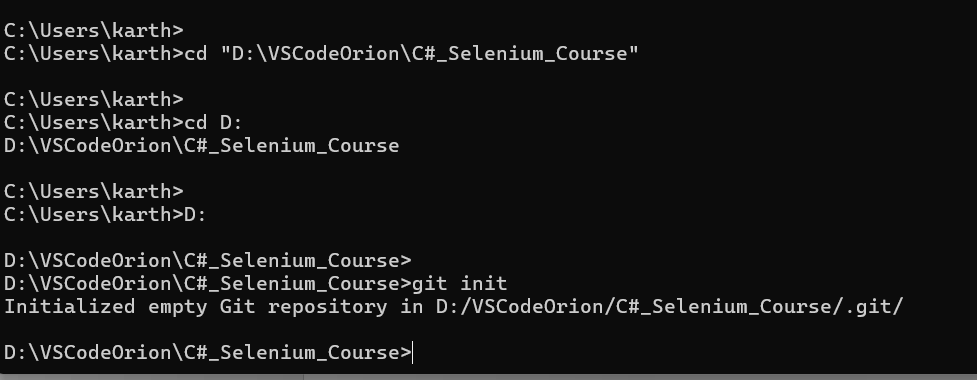 C:\Users\karth>
C:\Users\karth>cd "D:\VSCodeOrion\C#_Selenium_Course"
C:\Users\karth>
C:\Users\karth>cd D:
D:\VSCodeOrion\C#_Selenium_Course
C:\Users\karth>
C:\Users\karth>D:
D:\VSCodeOrion\C#_Selenium_Course>
D:\VSCodeOrion\C#_Selenium_Course>git init
Initialized empty Git repository in D:/VSCodeOrion/C#_Selenium_Course/.git/
D:\VSCodeOrion\C#_Selenium_Course>